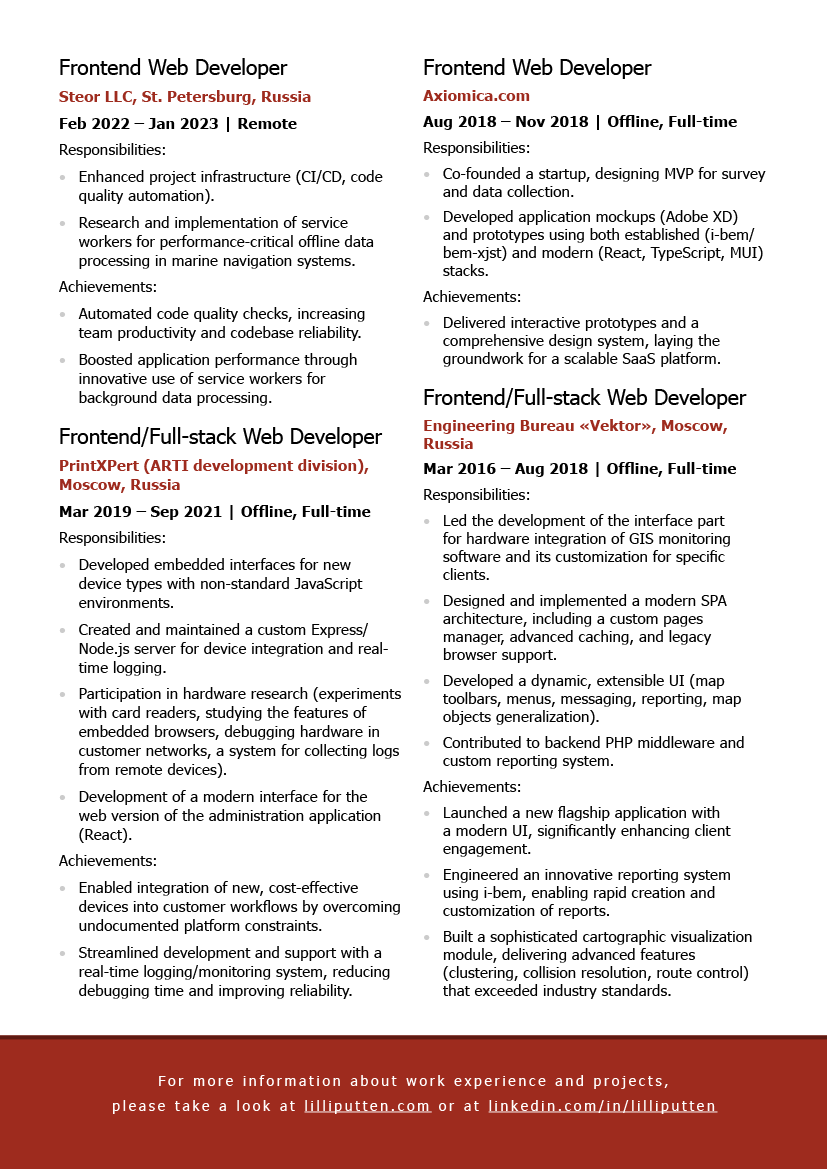 Frontend Web Developer
Steor LLC, St. Petersburg, Russia
Feb 2022 – Jan 2023 | Remote
Responsibilities:
• Enhanced project infrastructure (CI/CD, code
quality automation).
• Research and implementation of service
workers for performance-critical offline data
processing in marine navigation systems.
Achievements:
• Automated code quality checks, increasing
team productivity and codebase reliability.
• Boosted application performance through
innovative use of service workers for
background data processing.
Frontend/Full-stack Web Developer
PrintXPert (ARTI development division),
Moscow, Russia
Mar 2019 – Sep 2021 | Offline, Full-time
Responsibilities:
• Developed embedded interfaces for new
device types with non-standard JavaScript
environments.
• Created and maintained a custom Express/
Node.js server for device integration and real-
time logging.
• Participation in hardware research (experiments
with card readers, studying the features of
embedded browsers, debugging hardware in
customer networks, a system for collecting logs
from remote devices).
• Development of a modern interface for the
web version of the administration application
(React).
Achievements:
• Enabled integration of new, cost-effective
devices into customer workflows by overcoming
undocumented platform constraints.
• Streamlined development and support with a
real-time logging/monitoring system, reducing
debugging time and improving reliability.
Frontend Web Developer
Axiomica.com
Aug 2018 – Nov 2018 | Offline, Full-time
Responsibilities:
• Co-founded a startup, designing MVP for survey
and data collection.
• Developed application mockups (Adobe XD)
and prototypes using both established (i-bem/
bem-xjst) and modern (React, TypeScript, MUI)
stacks.
Achievements:
• Delivered interactive prototypes and a
comprehensive design system, laying the
groundwork for a scalable SaaS platform.
Frontend/Full-stack Web Developer
Engineering Bureau «Vektor», Moscow,
Russia
Mar 2016 – Aug 2018 | Offline, Full-time
Responsibilities:
• Led the development of the interface part
for hardware integration of GIS monitoring
software and its customization for specific
clients.
• Designed and implemented a modern SPA
architecture, including a custom pages
manager, advanced caching, and legacy
browser support.
• Developed a dynamic, extensible UI (map
toolbars, menus, messaging, reporting, map
objects generalization).
• Contributed to backend PHP middleware and
custom reporting system.
Achievements:
• Launched a new flagship application with
a modern UI, significantly enhancing client
engagement.
• Engineered an innovative reporting system
using i-bem, enabling rapid creation and
customization of reports.
• Built a sophisticated cartographic visualization
module, delivering advanced features
(clustering, collision resolution, route control)
that exceeded industry standards.
For more information about work experience and projects,
please take a look at lilliputten.com or at linkedin.com/in/lilliputten